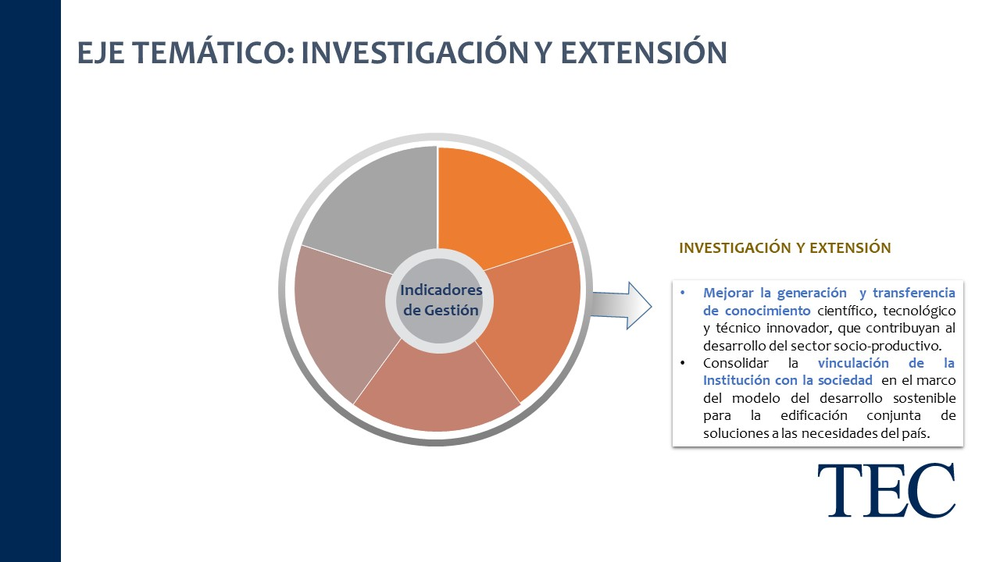 EJE TEMÁTICO: INVESTIGACIÓN Y EXTENSIÓN
Indicadores
de Gestión
INVESTIGACIÓN Y EXTENSIÓN
• Mejorar la generación y transferencia
de conocimiento científico, tecnológico
y técnico innovador, que contribuyan al
desarrollo del sector socio-productivo.
• Consolidar la vinculación de la
Institución con la sociedad en el marco
del modelo del desarrollo sostenible
para la edificación conjunta de
soluciones a las necesidades del país.
TEC